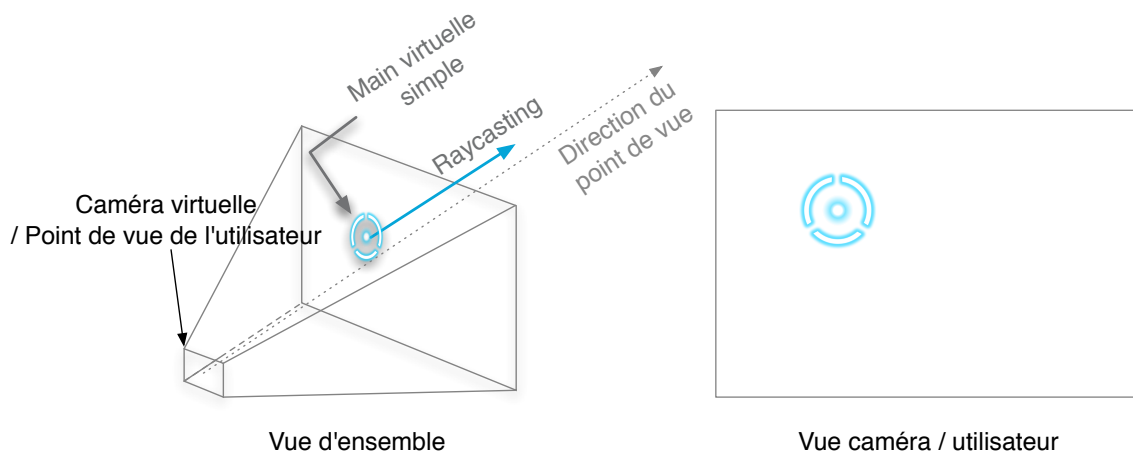 Main virtuelle
simple
Raycasting
Direction du
point de vue
Caméra virtuelle
/ Point de vue de l'utilisateur
Vue d'ensemble
Vue caméra / utilisateur